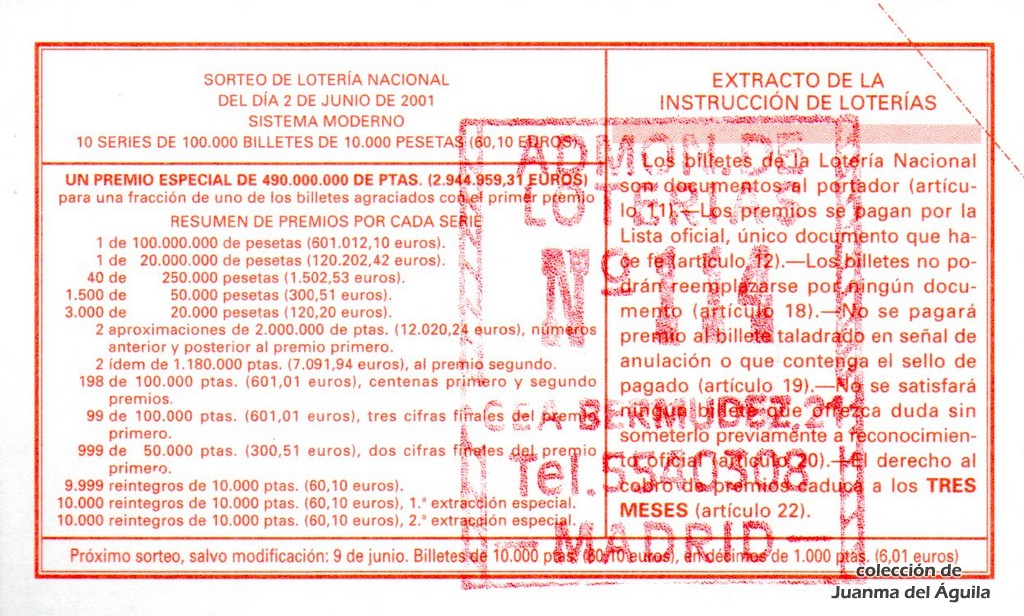 SORTEO DE LOTERÍA NACIONAL
DEL DÍA 2 DE JUNIO DE 2001
SISTEMA MODERNO
10 SERIES DE 100.000 BILLETES DE 10.000 PESETAS (60,10 EUROS)
UN PREMIO ESPECIAL DE 490.000.000 DE PTAS. (2.944.959,31 EUROS)
para una fracción de uno de los billetes agraciados con el primer premio
RESUMEN DE PREMIOS POR CADA SERIE
1 de 100.000.000 de pesetas (601.012,10 euros).
1 de 20.000.000 de pesetas (120.202,42 euros).
40 de 250.000 pesetas (1.502,53 euros).
1.500 de 50.000 pesetas (300,51 euros).
3.000 de 20.000 pesetas (120,20 euros).
2 aproximaciones de 2.000.000 de ptas. (12.020,24 euros), números
anterior y posterior al premio primero.
2 ídem de 1.180.000 ptas. (7.091,94 euros), al premio segundo.
198 de 100.000 ptas. (601,01 euros), centenas primero y segundo
premios.
99 de 100.000 ptas. (601,01 euros), tres cifras finales del premio
primero.
999 de 50.000 ptas. (300,51 euros), dos cifras finales del premio
primero.
9.999 reintegros de 10.000 ptas. (60,10 euros).
10.000 reintegros de 10.000 ptas. (60,10 euros), 1.ª extracción especial.
10.000 reintegros de 10.000 ptas. (60,10 euros), 2.ª extracción especial.
EXTRACTO DE LA
INSTRUCCIÓN DE LOTERÍAS
Los billetes de la Lotería Nacional
son documentos al portador (artícu-
lo 11).—Los premios se pagan por la
Lista oficial, único documento que ha-
ce fe (artículo 12).—Los billetes no po-
drán reemplazarse por ningún docu-
mento (artículo 18).—No se pagará
premio al billete taladrado en señal de
anulación o que contenga el sello de
pagado (artículo 19).—No se satisfará
ningún billete que ofrezca duda sin
someterlo previamente a reconocimien-
to oficial (artículo 20).—El derecho al
cobro de premios caduca a los TRES
MESES (artículo 22).
Próximo sorteo, salvo modificación: 9 de junio. Billetes de 10.000 ptas. (60,10 euros), en décimos de 1.000 ptas. (6,01 euros)
ADMON. DE
LOTERIAS
Nº 114
CEA BERMUDEZ, 21
Tel. 5540308
- MADRID -
colección de
Juanma del Águila